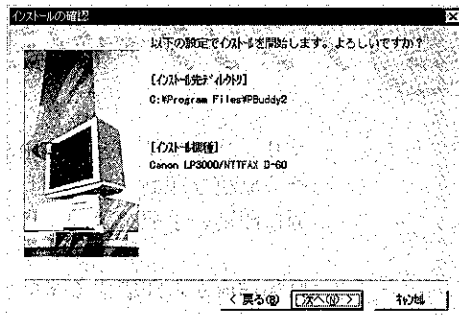 インストールの確認
以下の設定でインストールを開始します。よろしいですか？
[インストール先ディレクトリ]
C:¥Program Files¥PBuddy2
[インストール機種]
Canon LP3000/NTTFAX D-60
< 戻る(B)
次へ(N) >
キャンセル